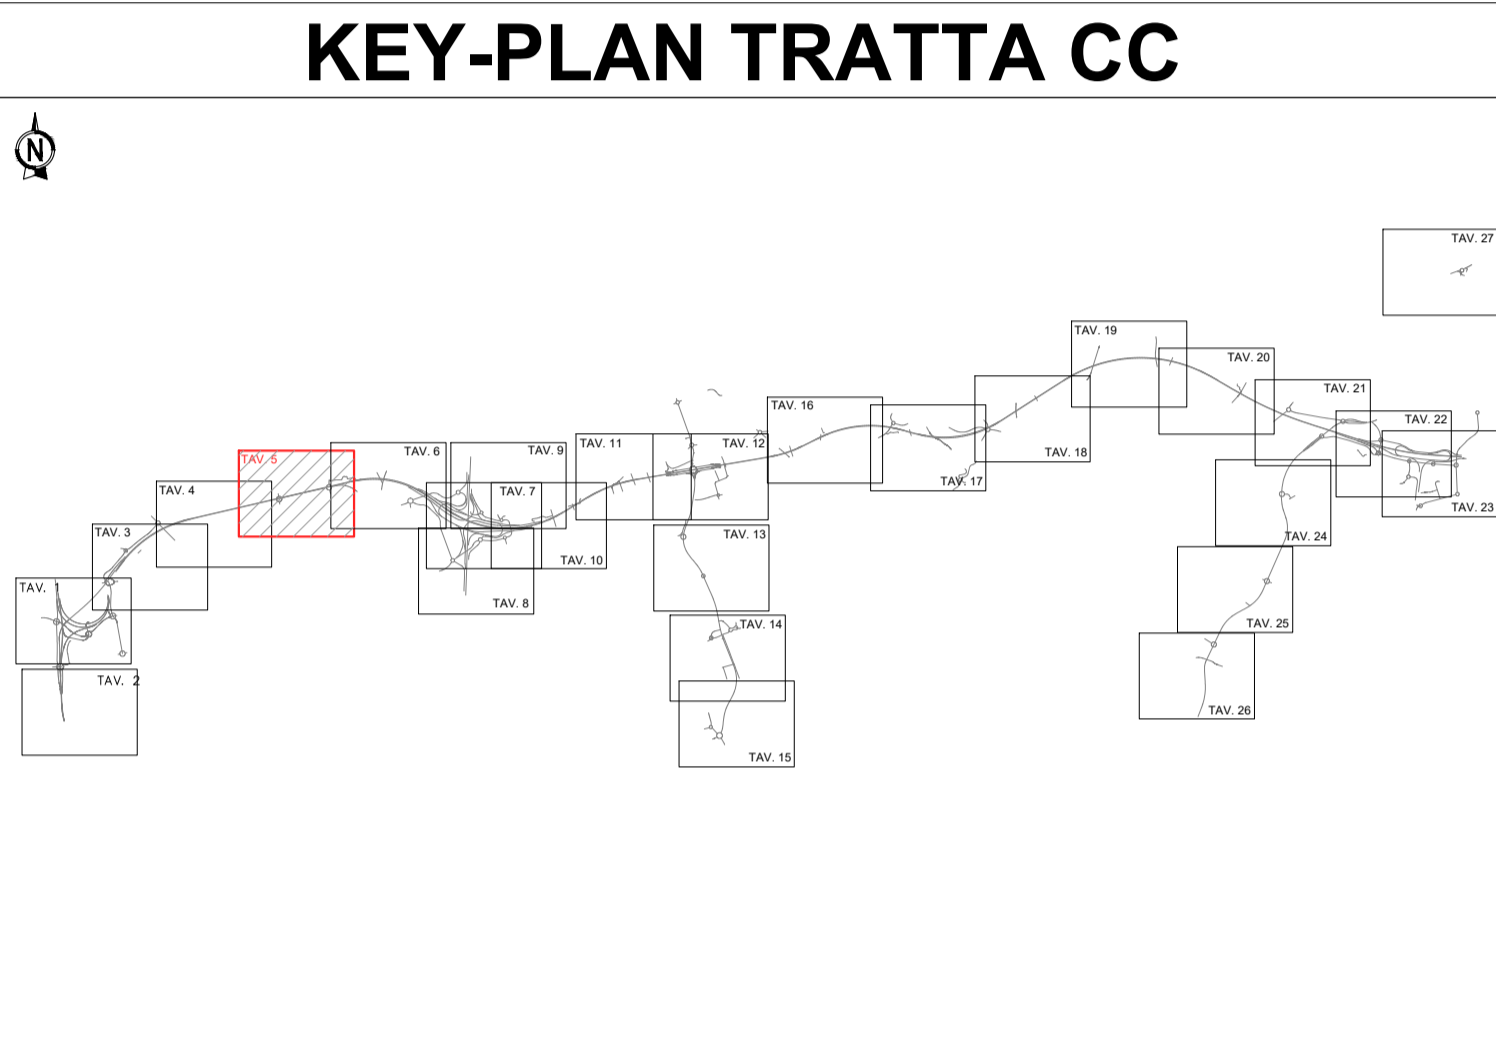 KEY-PLAN TRATTA CC
N
TAV. 27
TAV. 19
TAV. 20
TAV. 21
TAV. 16
TAV. 22
TAV. 11
TAV. 12
TAV. 6
TAV. 9
TAV. 18
TAV. 5
TAV. 17
TAV. 4
TAV. 7
TAV. 23
TAV. 3
TAV. 13
TAV. 24
TAV. 10
TAV. 1
TAV. 8
TAV. 14
TAV. 25
TAV. 2
TAV. 26
TAV. 15